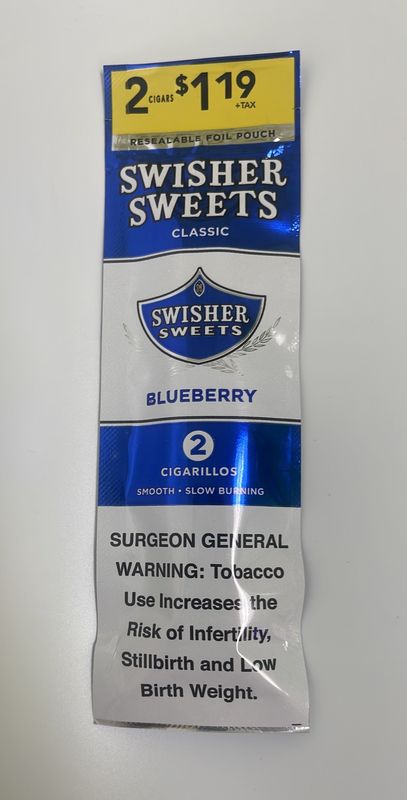 2 CIGARS $1 19 +TAX
RESEALABLE FOIL POUCH
SWISHER
SWEETS
CLASSIC
SWISHER
SWEETS
BLUEBERRY
2
CIGARILLOS
SMOOTH • SLOW BURNING
SURGEON GENERAL
WARNING: Tobacco
Use Increases the
Risk of Infertility,
Stillbirth and Low
Birth Weight.